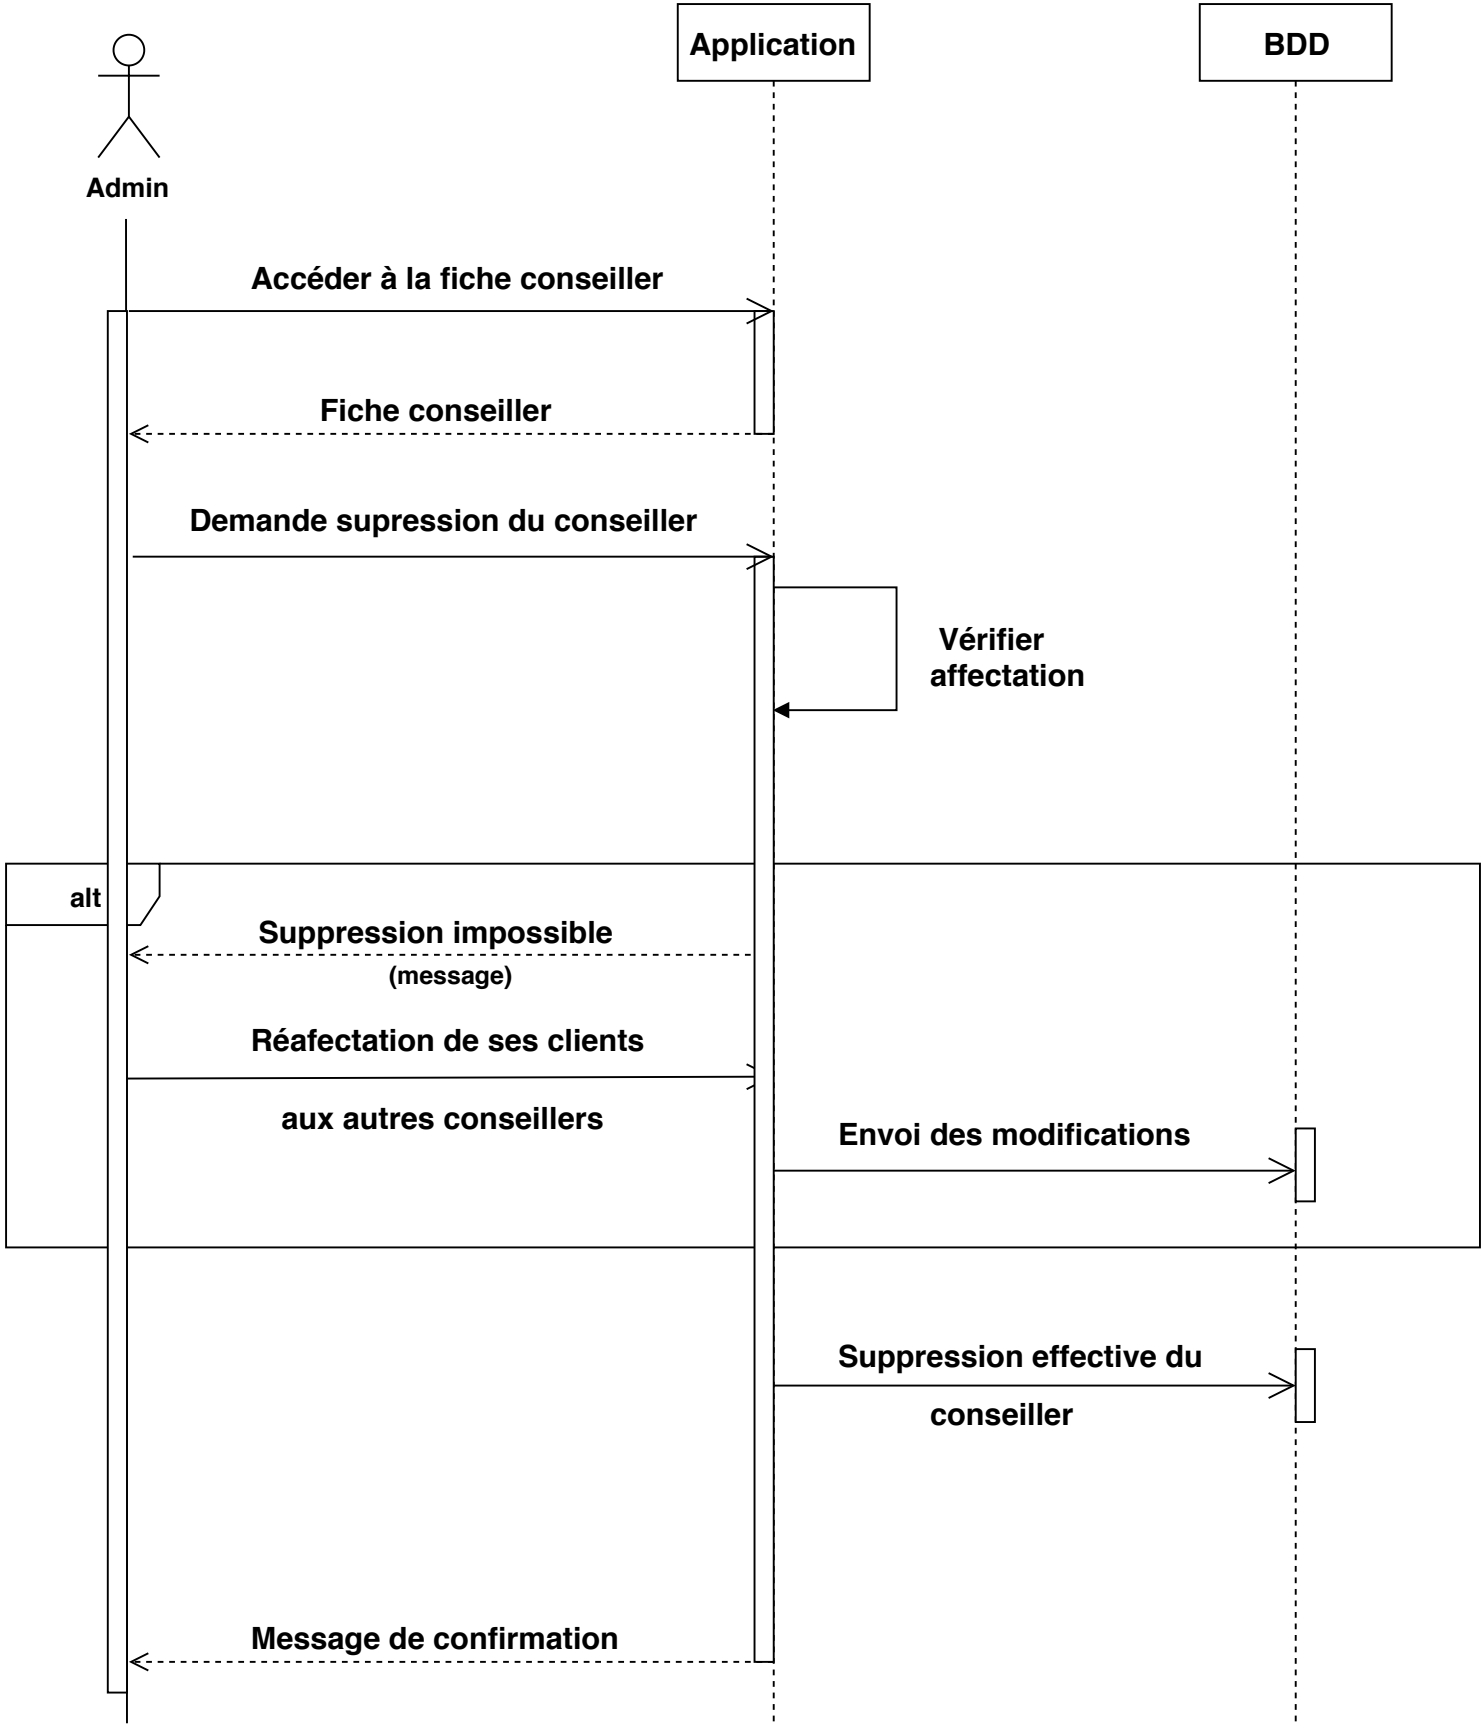 Application
BDD
Admin
Accéder à la fiche conseiller
Fiche conseiller
Demande supression du conseiller
Vérifier
affectation
alt
Suppression impossible
(message)
Réafectation de ses clients
aux autres conseillers
Envoi des modifications
Suppression effective du
conseiller
Message de confirmation